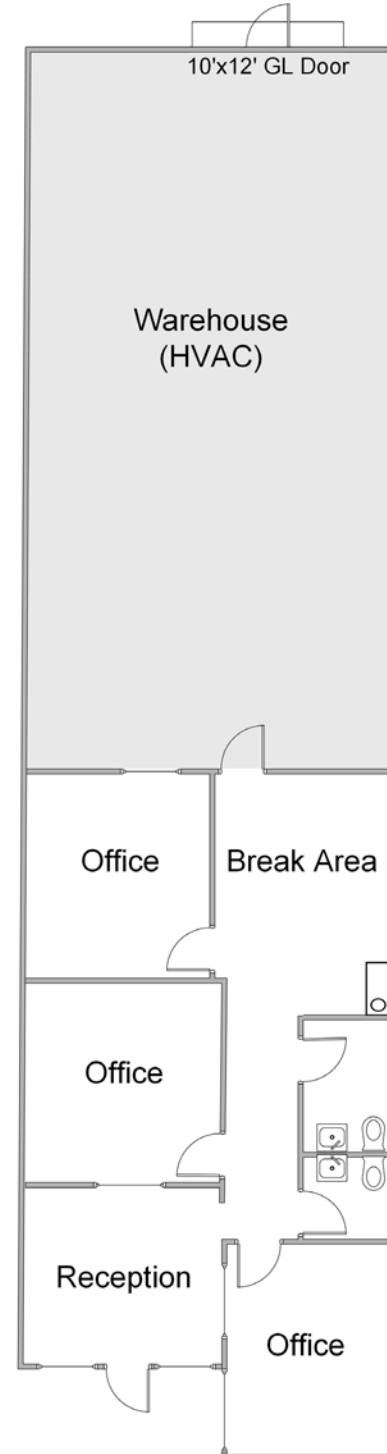 10'x12' GL Door
Warehouse
(HVAC)
Office
Break Area
Office
Reception
Office